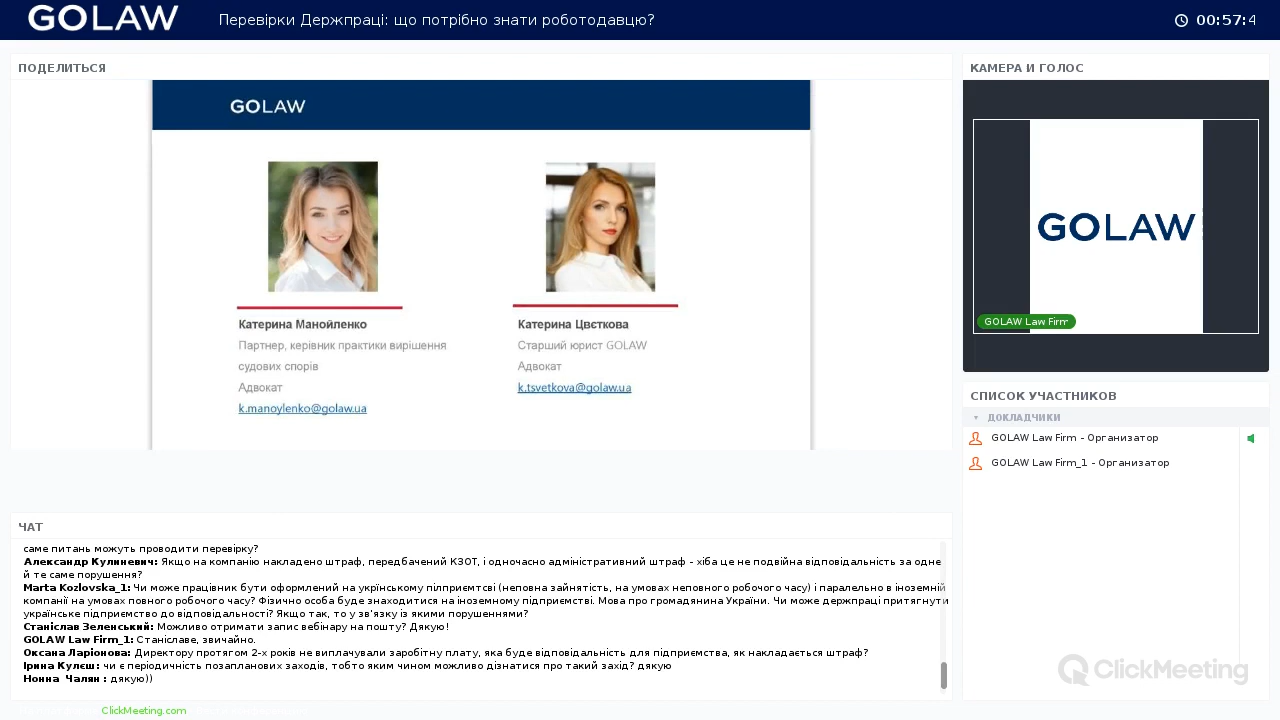 GOLAW
Перевірки Держпраці: що потрібно знати роботодавцю?
00:57:4
ПОДЕЛИТЬСЯ
GOLAW
Катерина Манойленко
Партнер, керівник практики вирішення
судових спорів
Адвокат
k.manoylenko@golaw.ua
Катерина Цвєткова
Старший юрист GOLAW
Адвокат
k.tsvetkova@golaw.ua
КАМЕРА И ГОЛОС
GOLAW
GOLAW Law Firm
СПИСОК УЧАСТНИКОВ
ДОКЛАДЧИКИ
GOLAW Law Firm - Организатор
GOLAW Law Firm_1 - Организатор
ЧАТ
саме питань можуть проводити перевірку?
Александр Кулиневич: Якщо на компанію накладено штраф, передбачений КЗОТ, і одночасно адміністративний штраф - хіба це не подвійна відповідальність за одне
й те саме порушення?
Marta Kozlovska_1: Чи може працівник бути оформлений на укрїнському пілприємтсві (неповна зайнятість, на умовах неповного робочого часу) і паралельно в іноземній
компанії на умовах повного робочого часу? Фізично особа буде знаходитися на іноземному підприємстві. Мова про громадянина України. Чи може держпраці притягнути
українське підприємство до відповідальності? Якщо так, то у зв'язку із якими порушеннями?
Станіслав Зеленський: Можливо отримати запис вебінару на пошту? Дякую!
GOLAW Law Firm_1: Станіславе, звичайно.
Оксана Ларіонова: Директору протягом 2-х років не виплачували заробітну плату, яка буде відповідальність для підприємства, як накладається штраф?
Ірина Кулєш: чи є періодичність позапланових заходів, тобто яким чином можливо дізнатися про такий захід? дякую
Нонна Чалян : дякую))
ClickMeeting
ClickMeeting.com